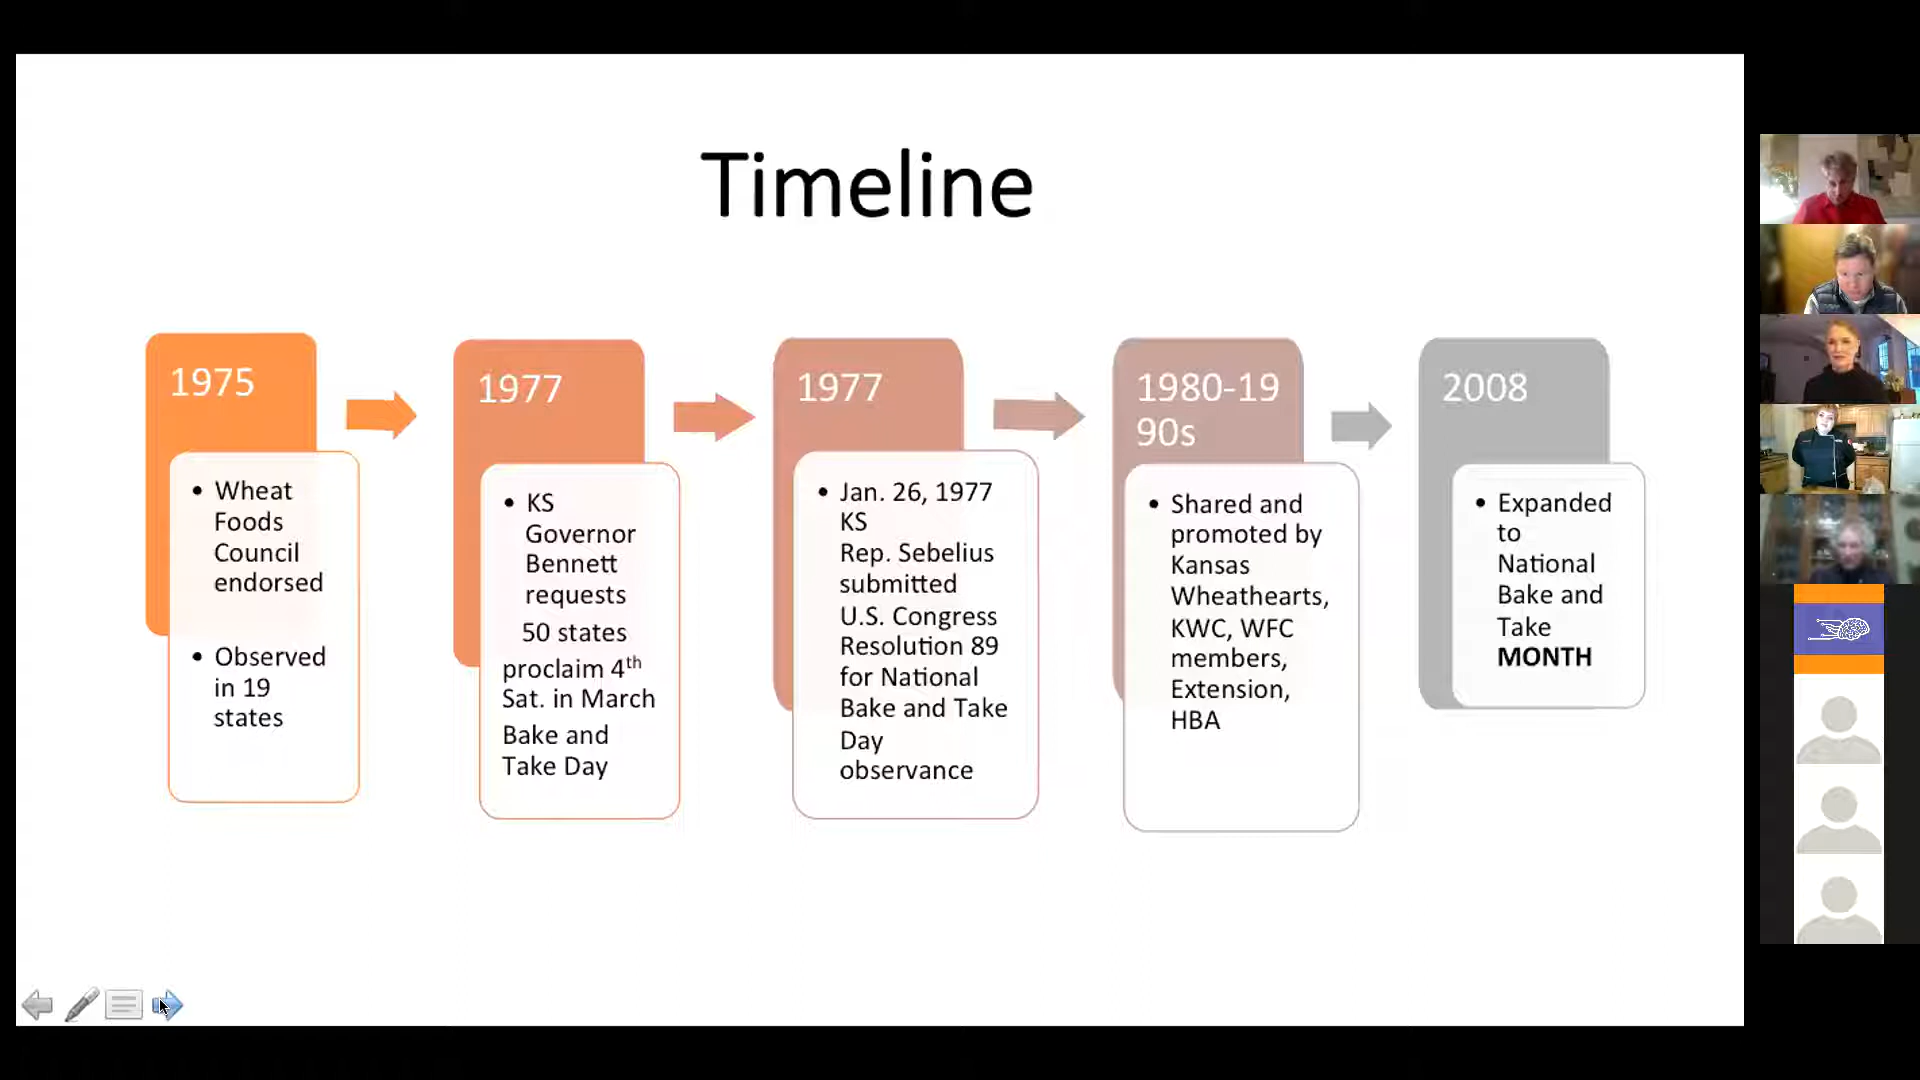 Timeline
1975
• Wheat
Foods
Council
endorsed
• Observed
in 19
states
1977
• KS
Governor
Bennett
requests
50 states
proclaim 4th
Sat. in March
Bake and
Take Day
1977
• Jan. 26, 1977
KS
Rep. Sebelius
submitted
U.S. Congress
Resolution 89
for National
Bake and Take
Day
observance
1980-19
90s
• Shared and
promoted by
Kansas
Wheathearts,
KWC, WFC
members,
Extension,
HBA
2008
• Expanded
to
National
Bake and
Take
MONTH